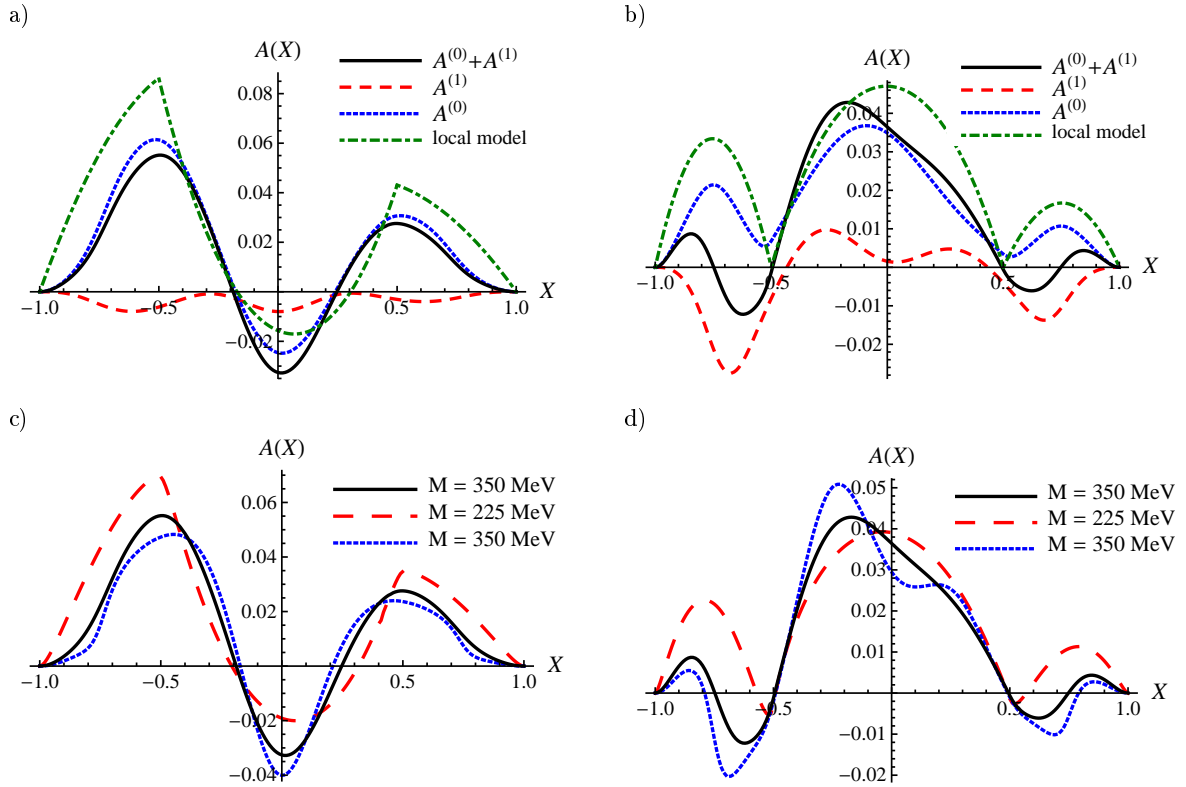 a)
A(X)
A^(0)+A^(1)
A^(1)
A^(0)
local model
0.08
0.06
0.04
0.02
−0.02
−1.0
−0.5
0.5
1.0
X
b)
A(X)
A^(0)+A^(1)
A^(1)
A^(0)
local model
0.04
0.03
0.02
0.01
−0.01
−0.02
−1.0
−0.5
0.5
1.0
X
c)
A(X)
M = 350 MeV
M = 225 MeV
M = 350 MeV
0.06
0.04
0.02
−0.02
−0.04
−1.0
−0.5
0.5
1.0
X
d)
A(X)
M = 350 MeV
M = 225 MeV
M = 350 MeV
0.05
0.04
0.03
0.02
0.01
−0.01
−0.02
−1.0
−0.5
0.5
1.0
X